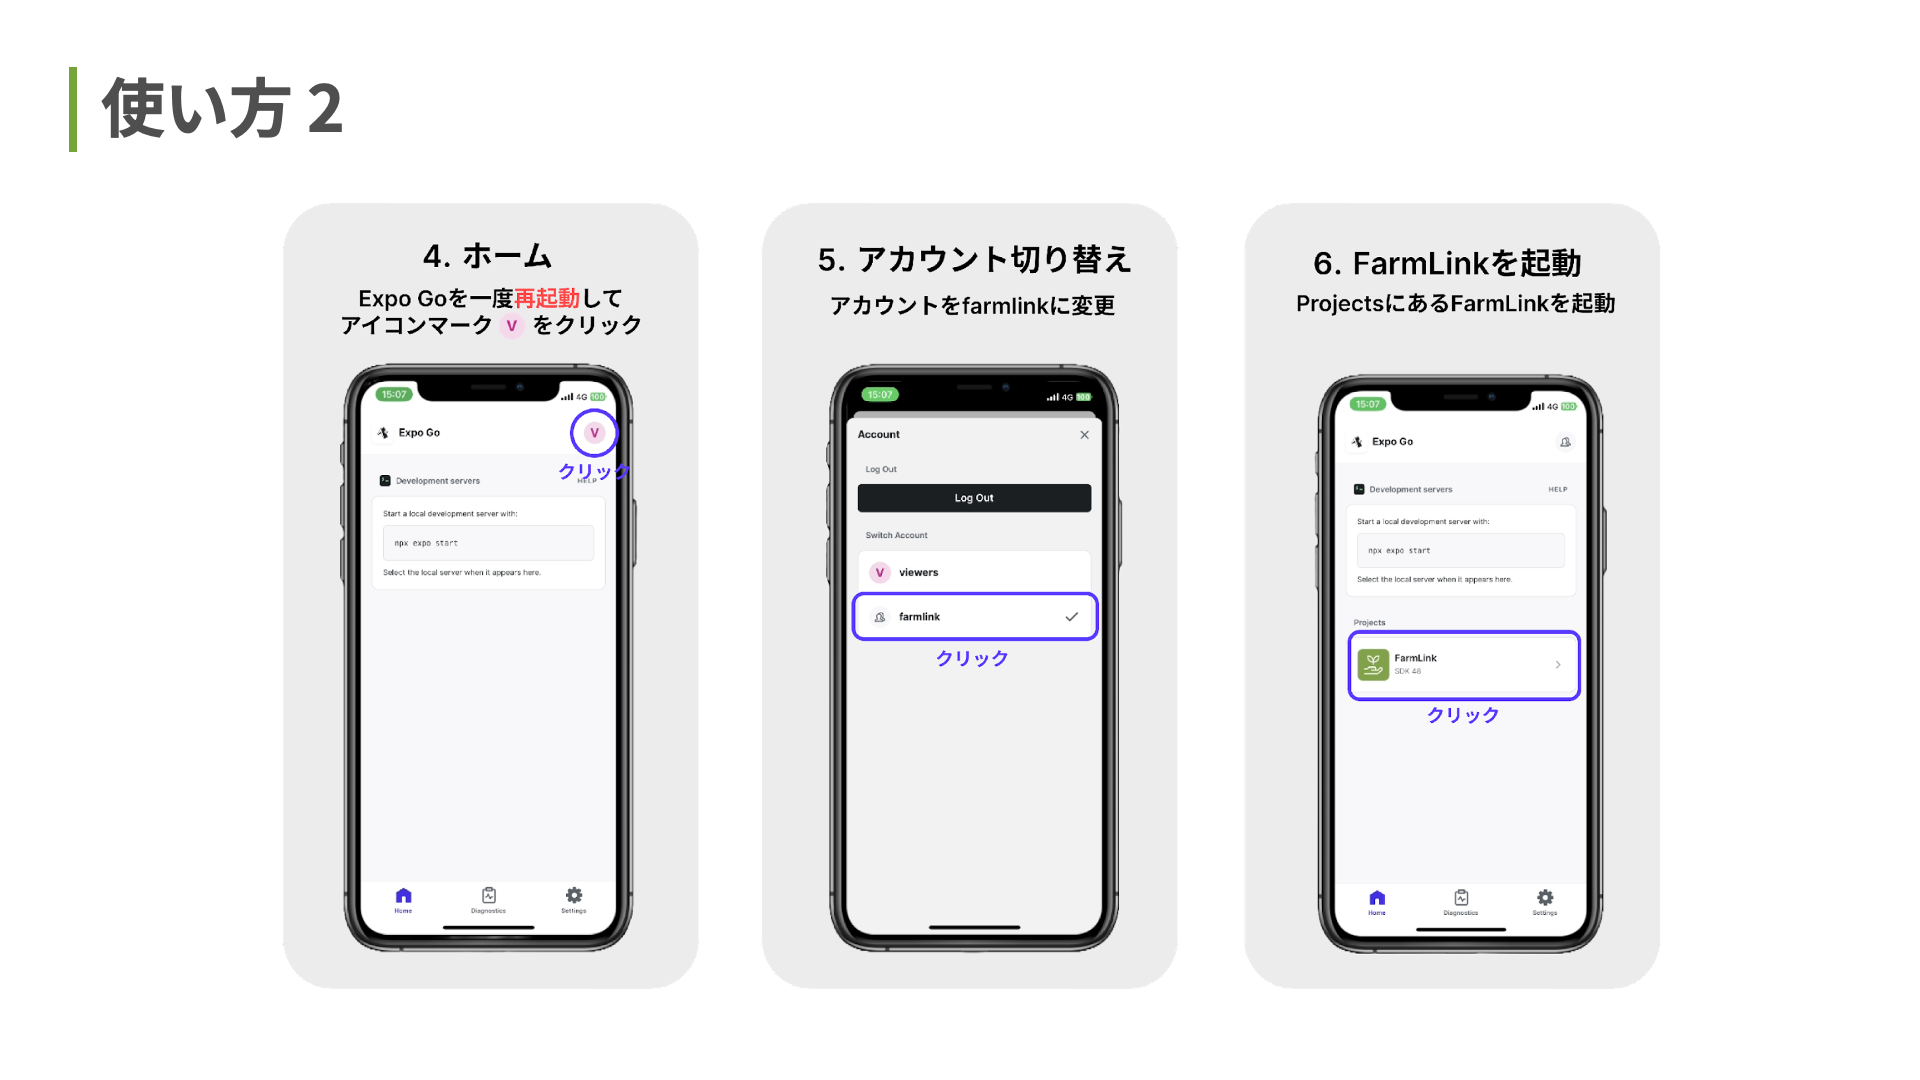 使い方 2
4. ホーム
Expo Goを一度再起動して
アイコンマーク V をクリック
15:07
4G 100
Expo Go
V
クリック
Development servers
HELP
Start a local development server with:
npx expo start
Select the local server when it appears here.
Home
Diagnostics
Settings
5. アカウント切り替え
アカウントをfarmlinkに変更
15:07
4G 100
Account
Log Out
Log Out
Switch Account
V viewers
farmlink
クリック
6. FarmLinkを起動
ProjectsにあるFarmLinkを起動
15:07
4G 100
Expo Go
Development servers
HELP
Start a local development server with:
npx expo start
Select the local server when it appears here.
Projects
FarmLink
SDK 48
クリック
Home
Diagnostics
Settings